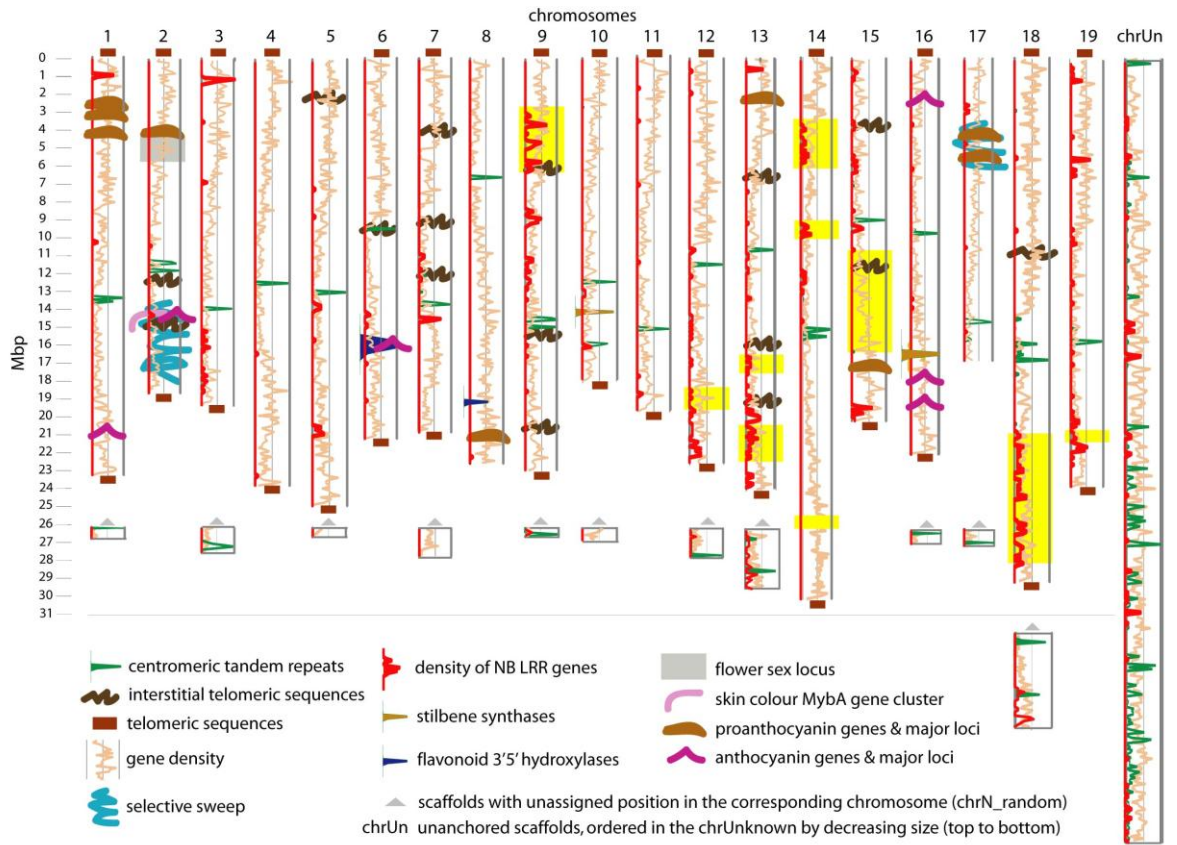 chromosomes
1 2 3 4 5 6 7 8 9 10 11 12 13 14 15 16 17 18 19 chrUn
Mbp
0
1
2
3
4
5
6
7
8
9
10
11
12
13
14
15
16
17
18
19
20
21
22
23
24
25
26
27
28
29
30
31
centromeric tandem repeats
interstitial telomeric sequences
telomeric sequences
gene density
selective sweep
density of NB LRR genes
stilbene synthases
flavonoid 3'5' hydroxylases
flower sex locus
skin colour MybA gene cluster
proanthocyanin genes & major loci
anthocyanin genes & major loci
scaffolds with unassigned position in the corresponding chromosome (chrN_random)
chrUn unanchored scaffolds, ordered in the chrUnknown by decreasing size (top to bottom)